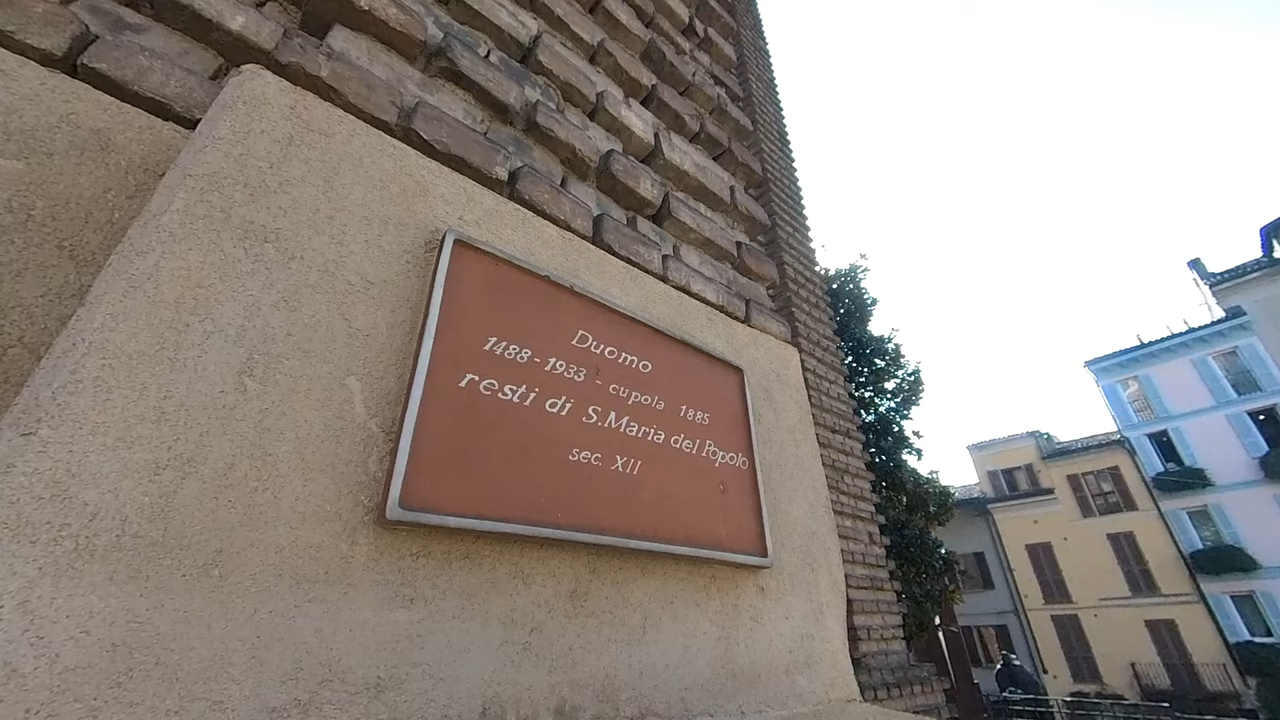 Duomo
1488-1933 - cupola 1885
resti di S.Maria del Popolo
sec. XII